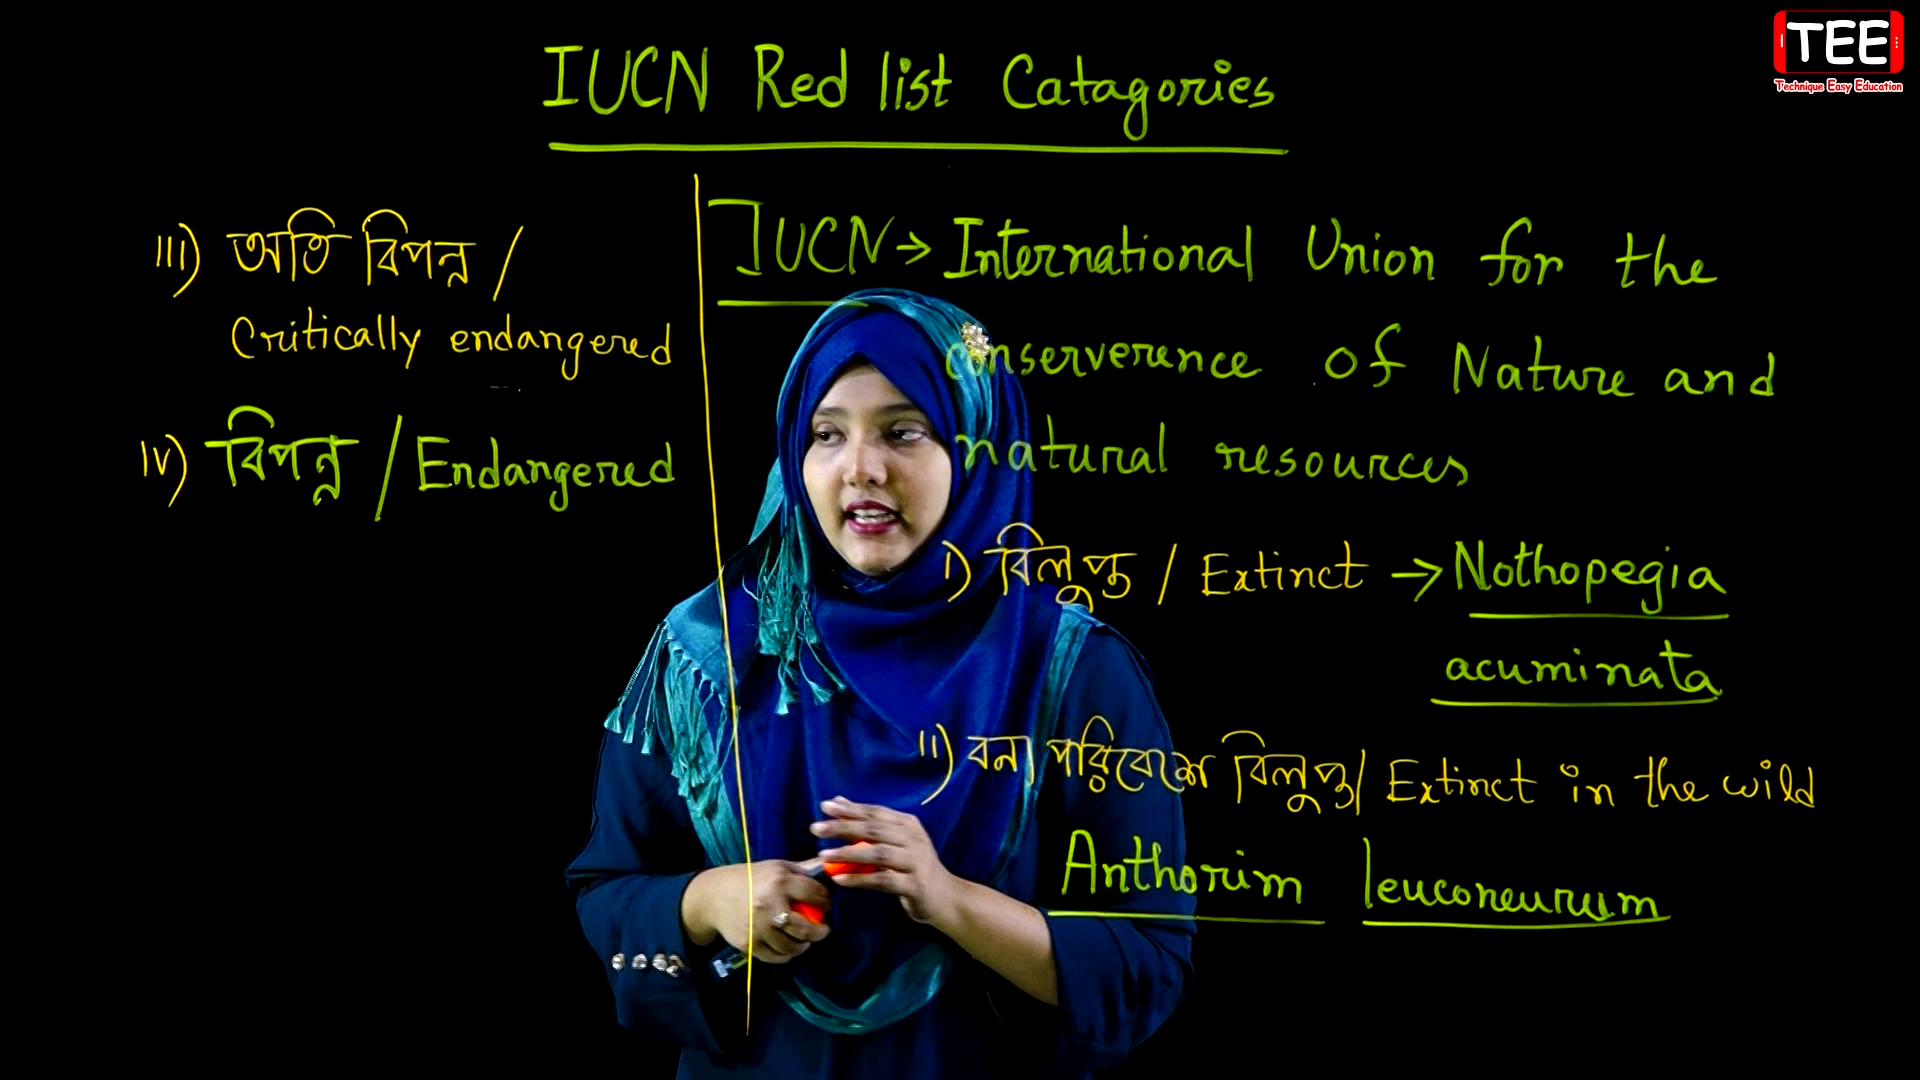 TEE
Technique Easy Education
IUCN Red list Catagories
IUCN → International Union for the
conserverence of Nature and
natural resources
I) বিলুপ্ত / Extinct → Nothopegia
acuminata
II) বন্য পরিবেশে বিলুপ্ত/ Extinct in the wild
Anthorim leuconeurum
III) অতি বিপন্ন /
Critically endangered
IV) বিপন্ন / Endangered